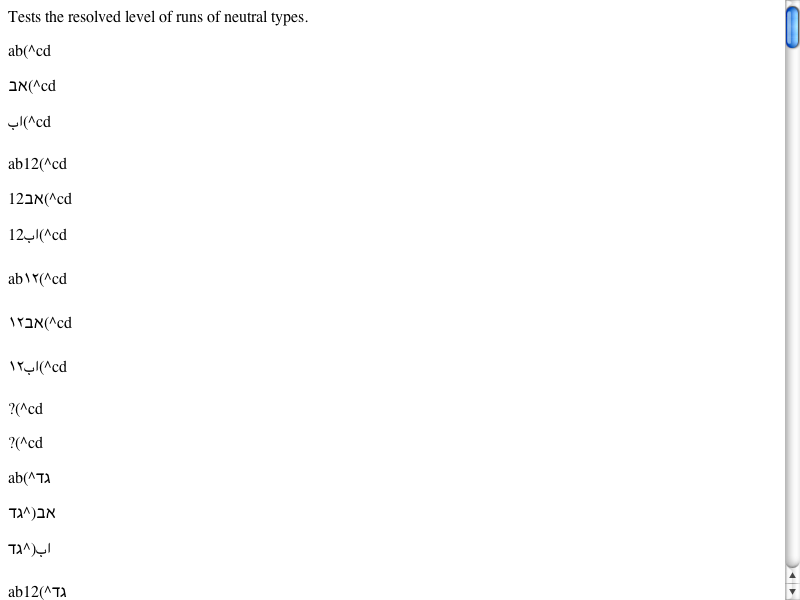 Tests the resolved level of runs of neutral types.
ab(^cd
אב(^cd
اب(^cd
ab12(^cd
אב12(^cd
اب12(^cd
ab١٢(^cd
אב١٢(^cd
اب١٢(^cd
?(^cd
?(^cd
ab(^גד
אב(^גד
اب(^גד
ab12(^גד